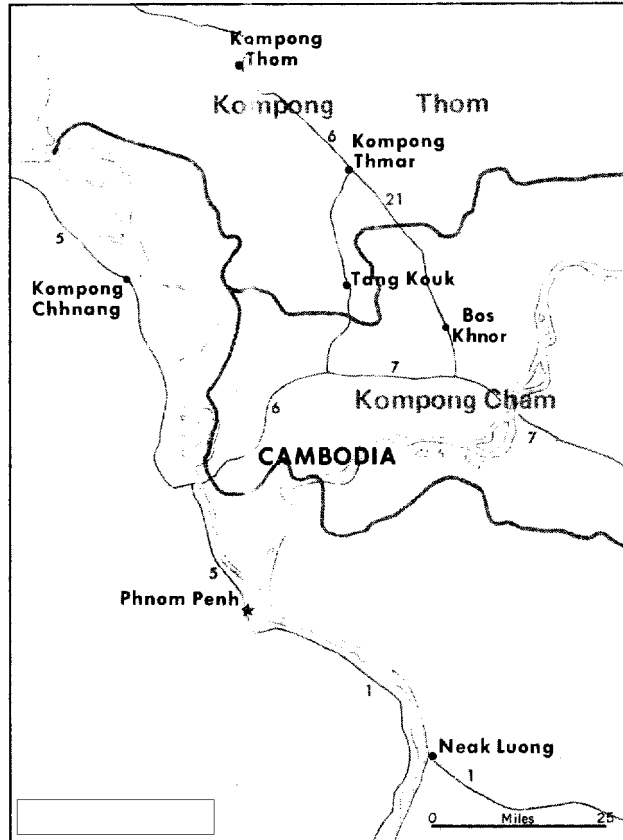 Kompong
Thom
Kompong Thom
6
Kompong
Thmar
21
5
Kompong
Chhnang
Tang Kouk
Bos
Khnor
7
6
Kompong Cham
7
CAMBODIA
5
Phnom Penh
1
Neak Luong
1
0 Miles 25